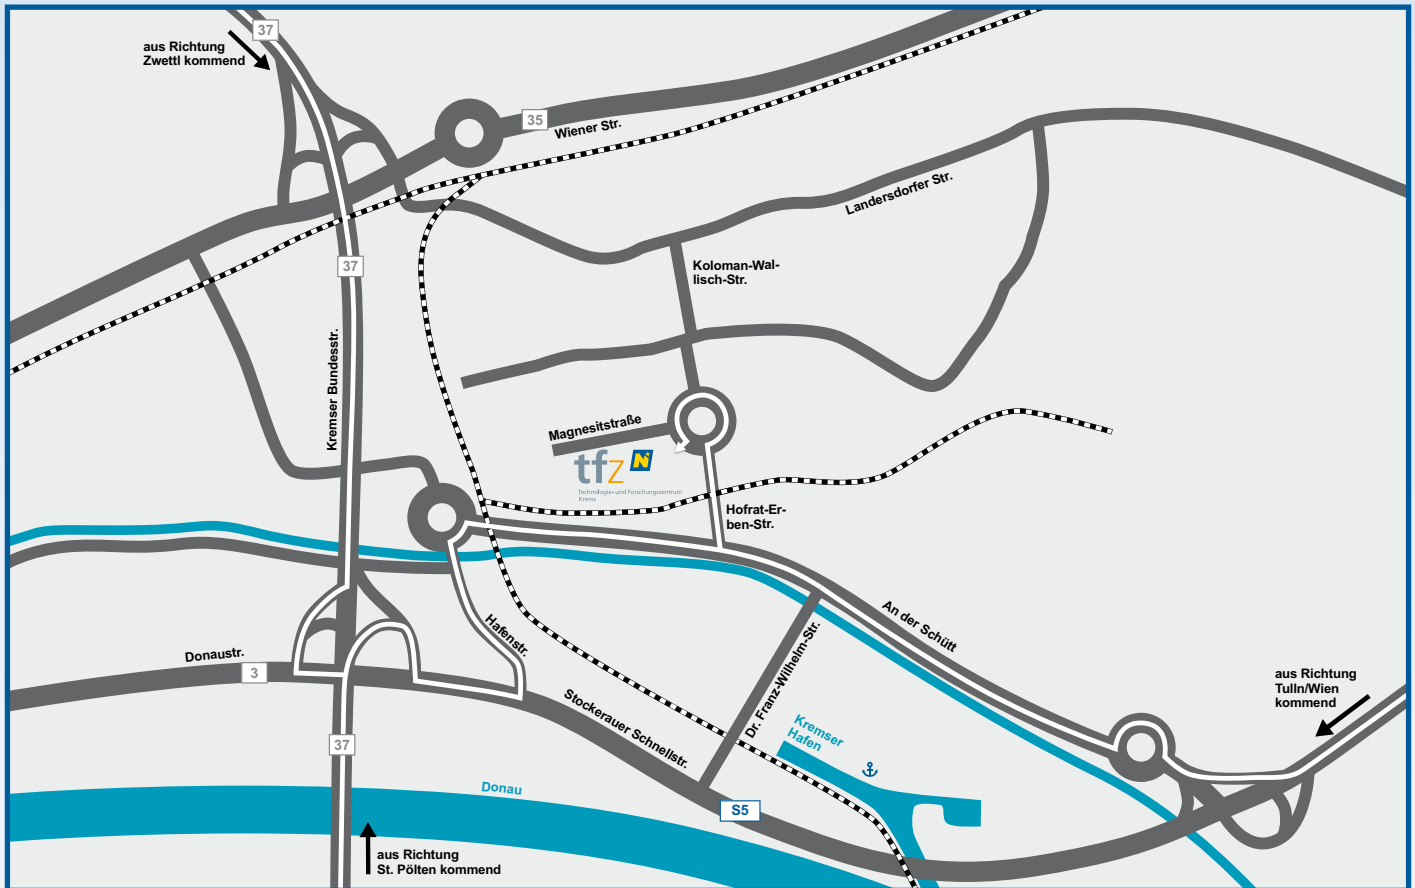 37
aus Richtung
Zwettl kommend
35
Wiener Str.
Landersdorfer Str.
37
Koloman-Wal-
lisch-Str.
Kremser Bundesstr.
Magnesitstraße
tfz N
Technologie- und Forschungszentrum
Krems
Hofrat-Er-
ben-Str.
An der Schütt
Hafenstr.
Donaustr.
3
Dr. Franz-Wilhelm-Str.
aus Richtung
Tulln/Wien
kommend
Stockerauer Schnellstr.
Kremser
Hafen
37
Donau
S5
aus Richtung
St. Pölten kommend